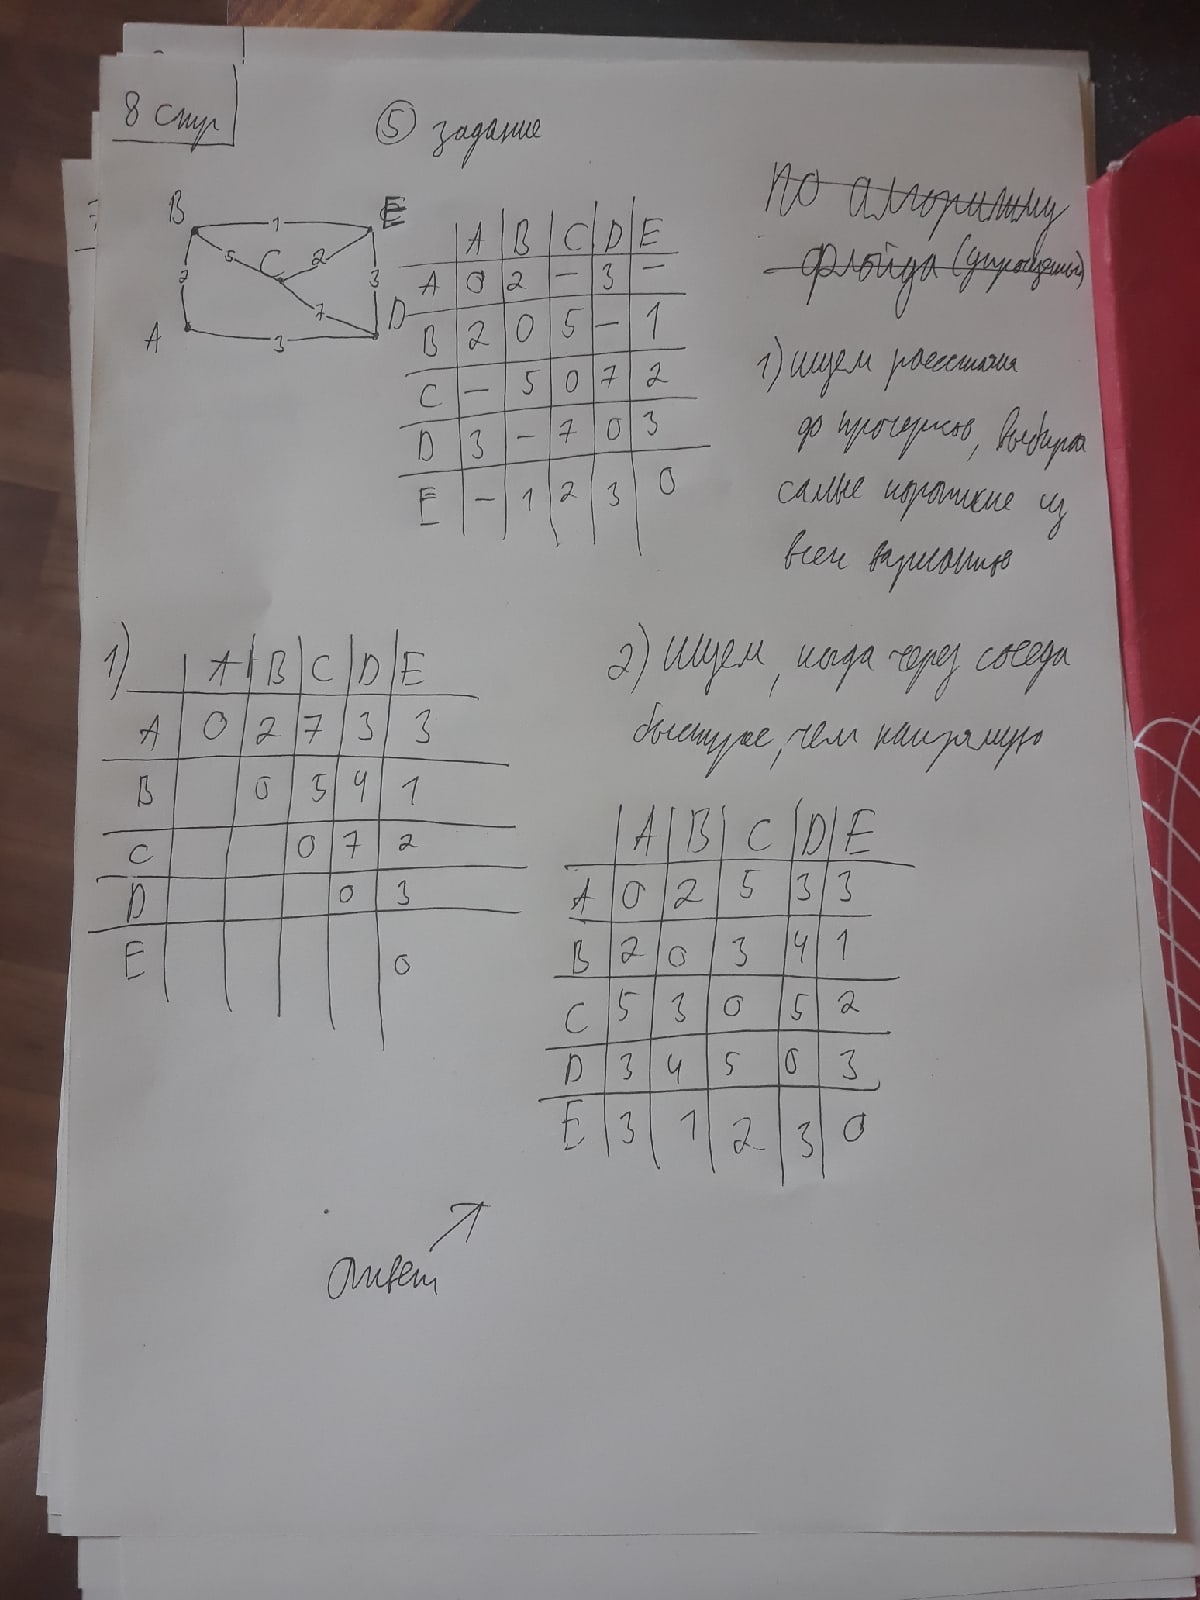 8 стр
⑤ задание
B 1 E
5 C 2
2 3
7 D
A 3
A B C D E
A 0 2 — 3 —
B 2 0 5 — 1
C — 5 0 7 2
D 3 — 7 0 3
E — 1 2 3 0
по алгоритму
флойда (упрощенный)
1) ищем расстояния
до прочерков, выбирая
самые короткие из
всех вариантов
1)
A B C D E
A 0 2 7 3 3
B 0 3 4 1
C 0 7 2
D 0 3
E 0
2) ищем, когда через соседа
быстрее, чем напрямую
A B C D E
A 0 2 5 3 3
B 2 0 3 4 1
C 5 3 0 5 2
D 3 4 5 0 3
E 3 1 2 3 0
Ответ